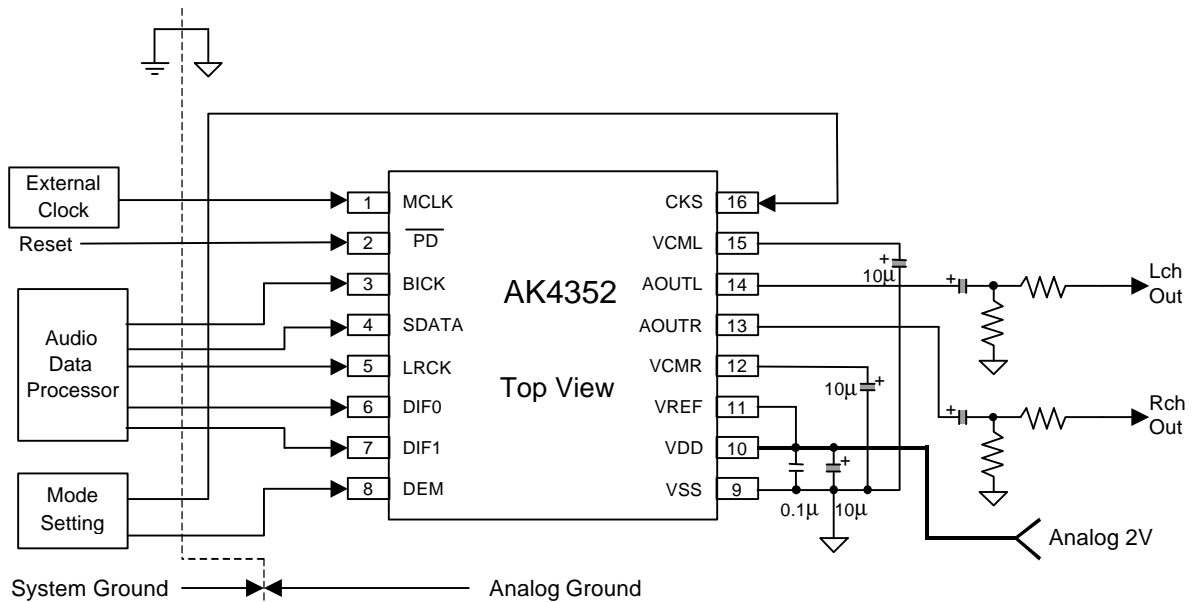 External
Clock
Reset
Audio
Data
Processor
Mode
Setting
1 MCLK
2 PD
3 BICK
4 SDATA
5 LRCK
6 DIF0
7 DIF1
8 DEM
AK4352
Top View
CKS 16
VCML 15
AOUTL 14
AOUTR 13
VCMR 12
VREF 11
VDD 10
VSS 9
+
10μ
10μ
+
+
0.1μ
10μ
+
Lch
Out
+
Rch
Out
Analog 2V
System Ground
Analog Ground